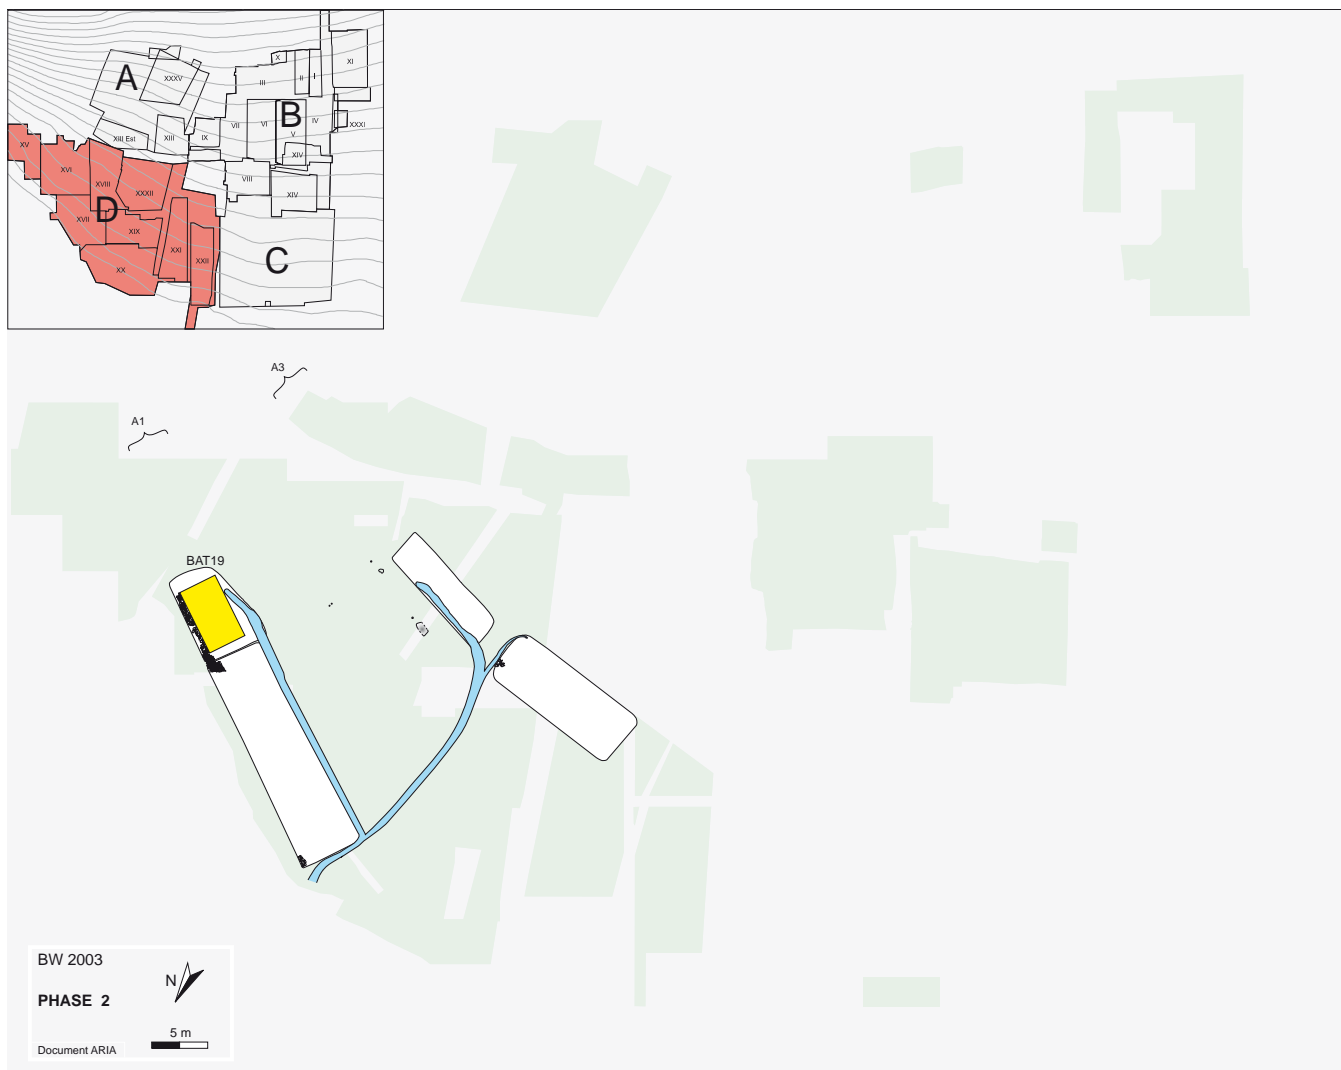 A
XXXV
X
III
II
I
XI
B
VII
VI
V
IV
XXXI
XIII Est
XIII
IX
XIV
XV
XVI
XVIII
XXXII
VIII
XIV
D
XVII
XIX
XXI
XXII
XX
C
A3
A1
BAT19
BW 2003
N
PHASE 2
5 m
Document ARIA